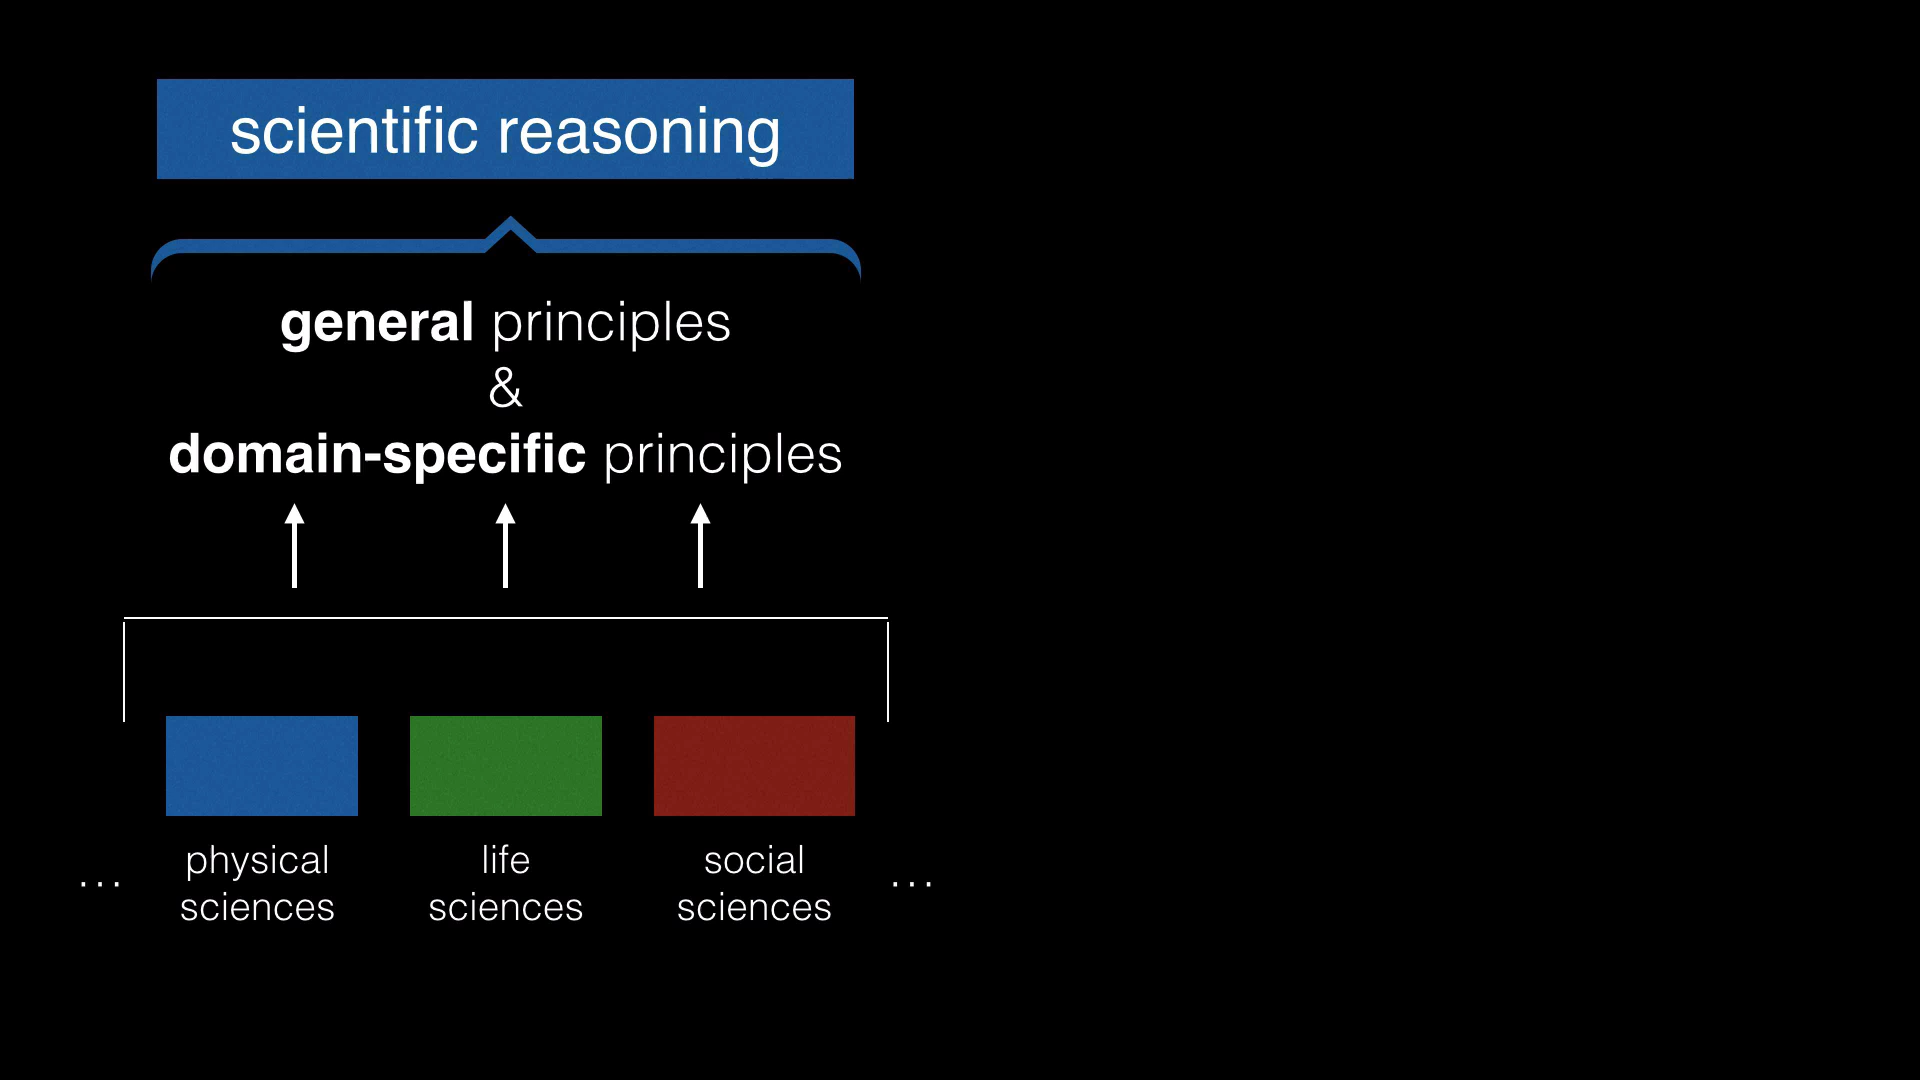 scientific reasoning
general principles
&
domain-specific principles
physical
sciences
life
sciences
social
sciences
...
...